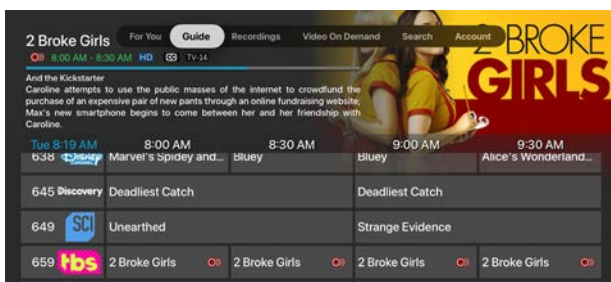 2 Broke Girls
For You Guide Recordings Video On Demand Search Account
8:00 AM - 8:30 AM HD CC TV-14
2 BROKE
GIRLS
And the Kickstarter
Caroline attempts to use the public masses of the internet to crowdfund the
purchase of an expensive pair of new pants through an online fundraising website;
Max's new smartphone begins to come between her and her friendship with
Caroline.
Tue 8:19 AM 8:00 AM 8:30 AM 9:00 AM 9:30 AM
638 Disney CHANNEL Marvel's Spidey and... Bluey Bluey Alice's Wonderland...
645 Discovery Deadliest Catch Deadliest Catch
649 SCI Unearthed Strange Evidence
659 tbs 2 Broke Girls 2 Broke Girls 2 Broke Girls 2 Broke Girls